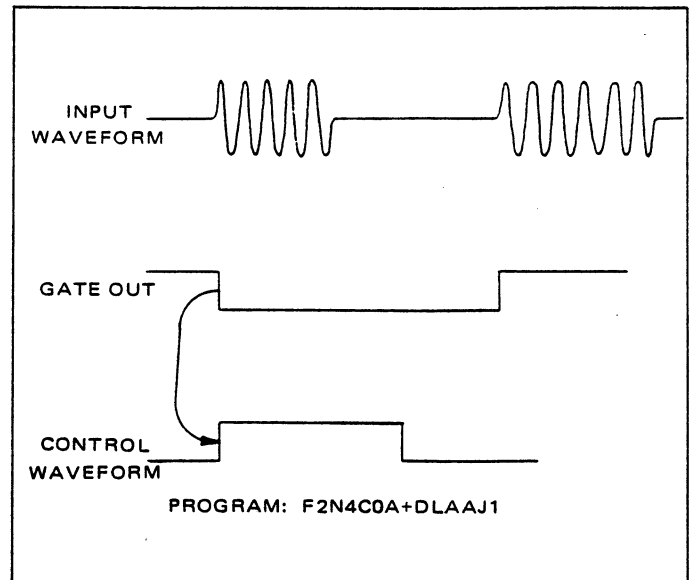 INPUT
WAVEFORM
GATE OUT
CONTROL
WAVEFORM
PROGRAM: F2N4C0A+DLAAJ1